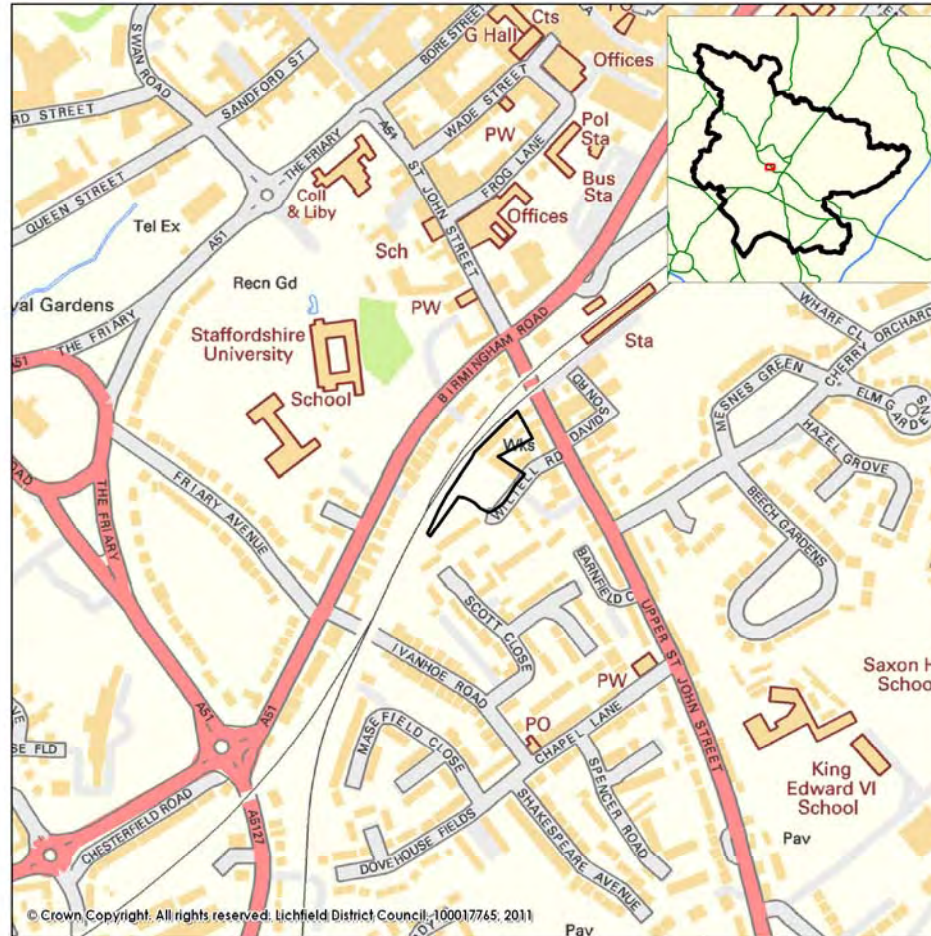 Cts
G Hall
Offices
SWAN ROAD
SANDFORD ST
BORE STREET
WADE STREET
RD STREET
A51
PW
Pol
Sta
THE FRIARY
FROG LANE
QUEEN STREET
Coll
& Liby
ST JOHN STREET
Bus
Sta
Offices
Tel Ex
A51
Sch
Recn Gd
val Gardens
THE FRIARY
PW
A51
BIRMINGHAM ROAD
Sta
WHARF CL
CHERRY ORCHARD
Staffordshire
University
MESNES GREEN
ELM GARDENS
School
DAVIDSON RD
HAZEL GROVE
Wks
WILTELL RD
ROAD
THE FRIARY
BEECH GARDENS
FRIARY AVENUE
BARNFIELD C
SCOTT CLOSE
UPPER ST JOHN STREET
IVANHOE ROAD
PW
Saxon H
School
A51
A51
PO
CHAPEL LANE
MASEFIELD CLOSE
SE FLD
King
Edward VI
School
SPENCER ROAD
CHESTERFIELD ROAD
A5127
SHAKESPEARE AVENUE
Pav
DOVEHOUSE FIELDS
© Crown Copyright. All rights reserved. Lichfield District Council. 100017765. 2011
Pav